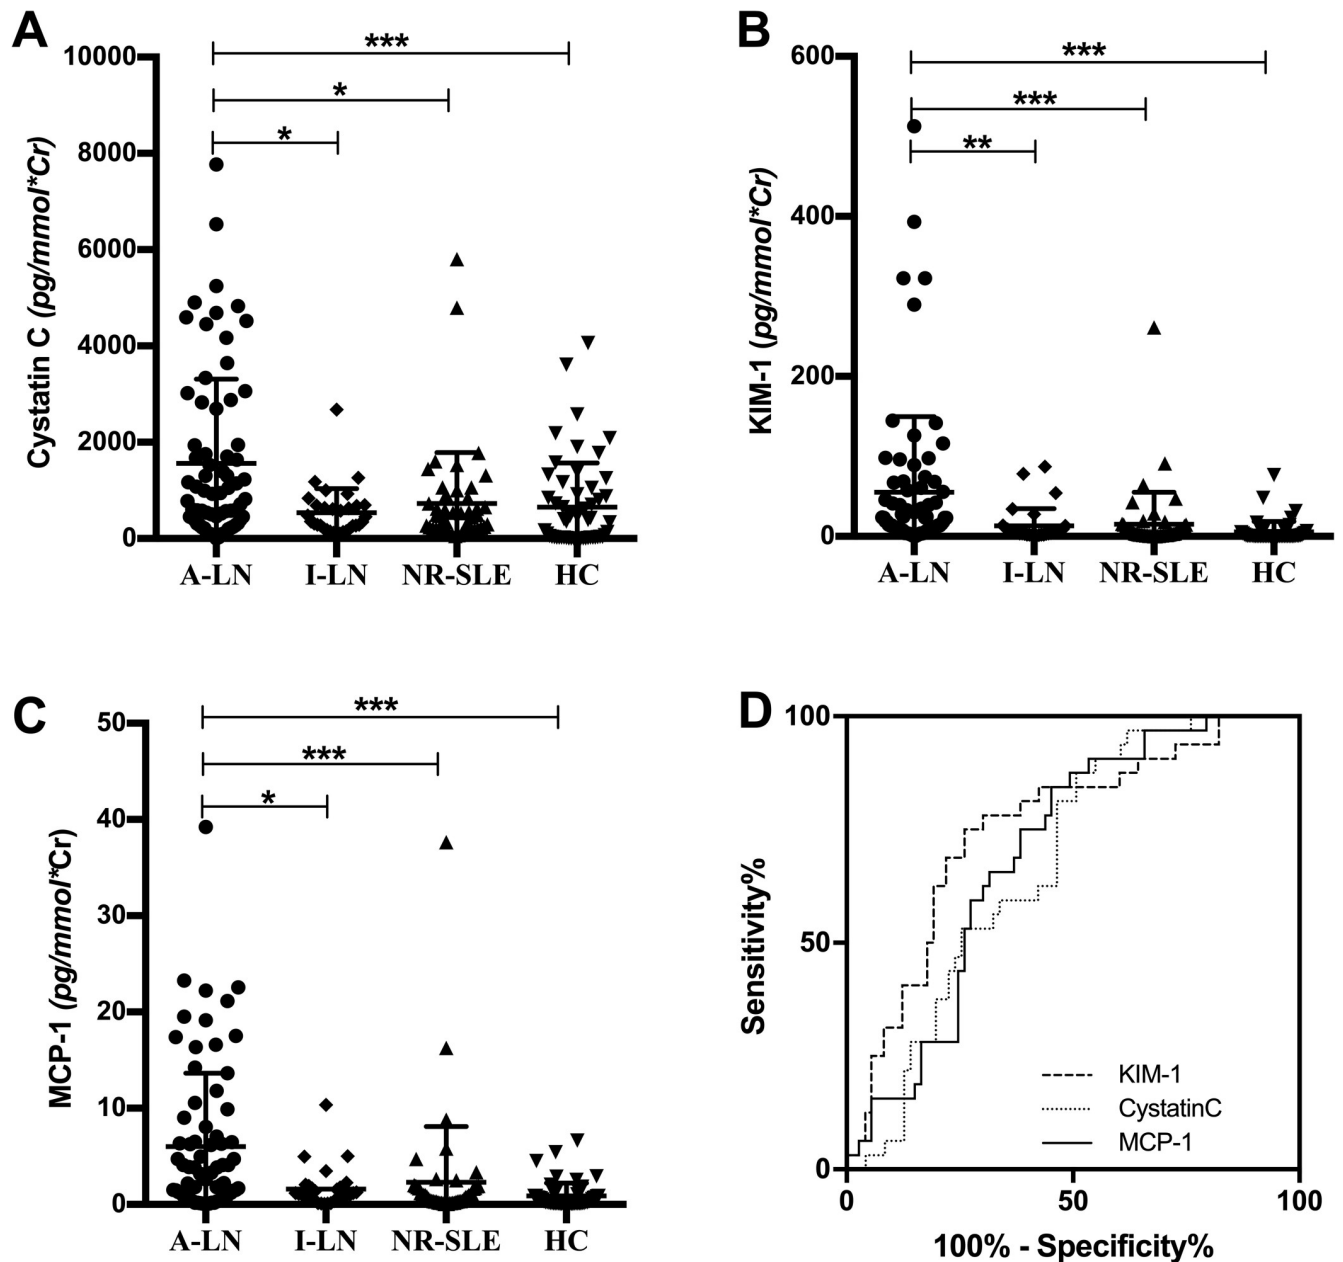 A
Cystatin C (pg/mmol*Cr)
10000
8000
6000
4000
2000
0
***
*
*
A-LN I-LN NR-SLE HC
B
KIM-1 (pg/mmol*Cr)
600
400
200
0
***
***
**
A-LN I-LN NR-SLE HC
C
MCP-1 (pg/mmol*Cr)
50
40
30
20
10
0
***
***
*
A-LN I-LN NR-SLE HC
D
Sensitivity%
100
50
0
KIM-1
CystatinC
MCP-1
0 50 100
100% - Specificity%